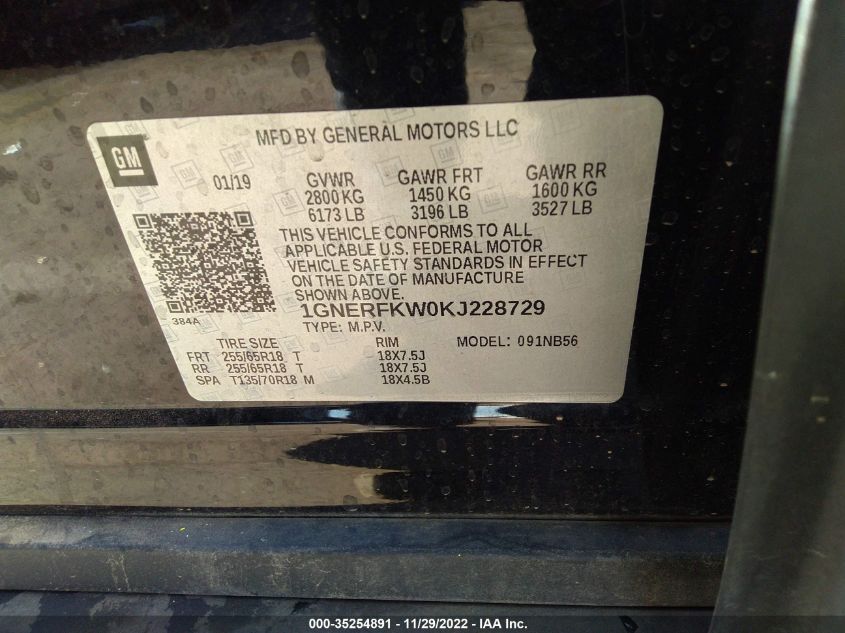 GM
MFD BY GENERAL MOTORS LLC
01/19 GVWR GAWR FRT GAWR RR
2800 KG 1450 KG 1600 KG
6173 LB 3196 LB 3527 LB
THIS VEHICLE CONFORMS TO ALL
APPLICABLE U.S. FEDERAL MOTOR
VEHICLE SAFETY STANDARDS IN EFFECT
ON THE DATE OF MANUFACTURE
SHOWN ABOVE.
384A
1GNERFKW0KJ228729
TYPE: M.P.V.
TIRE SIZE RIM MODEL: 091NB56
FRT 255/65R18 T 18X7.5J
RR 255/65R18 T 18X7.5J
SPA T135/70R18 M 18X4.5B
000-35254891 - 11/29/2022 - IAA Inc.